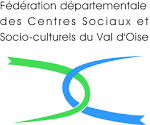 Fédération départementale
des Centres Sociaux et
Socio-culturels du Val d'Oise